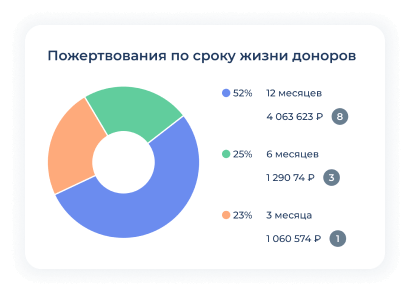 Пожертвования по сроку жизни доноров
52% 12 месяцев
4 063 623 ₽ 8
25% 6 месяцев
1 290 74 ₽ 3
23% 3 месяца
1 060 574 ₽ 1